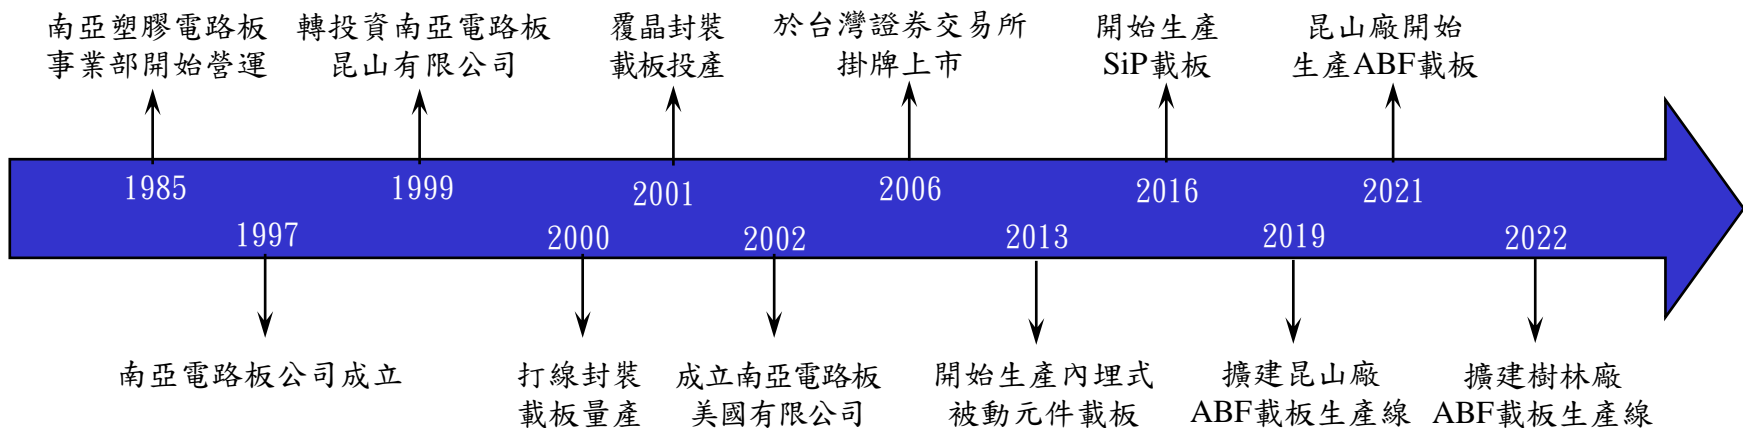 南亞塑膠電路板
事業部開始營運
轉投資南亞電路板
昆山有限公司
覆晶封裝
載板投產
於台灣證券交易所
掛牌上市
開始生產
SiP載板
昆山廠開始
生產ABF載板
1985
1999
2001
2006
2016
2021
1997
2000
2002
2013
2019
2022
南亞電路板公司成立
打線封裝
載板量產
成立南亞電路板
美國有限公司
開始生產內埋式
被動元件載板
擴建昆山廠
ABF載板生產線
擴建樹林廠
ABF載板生產線